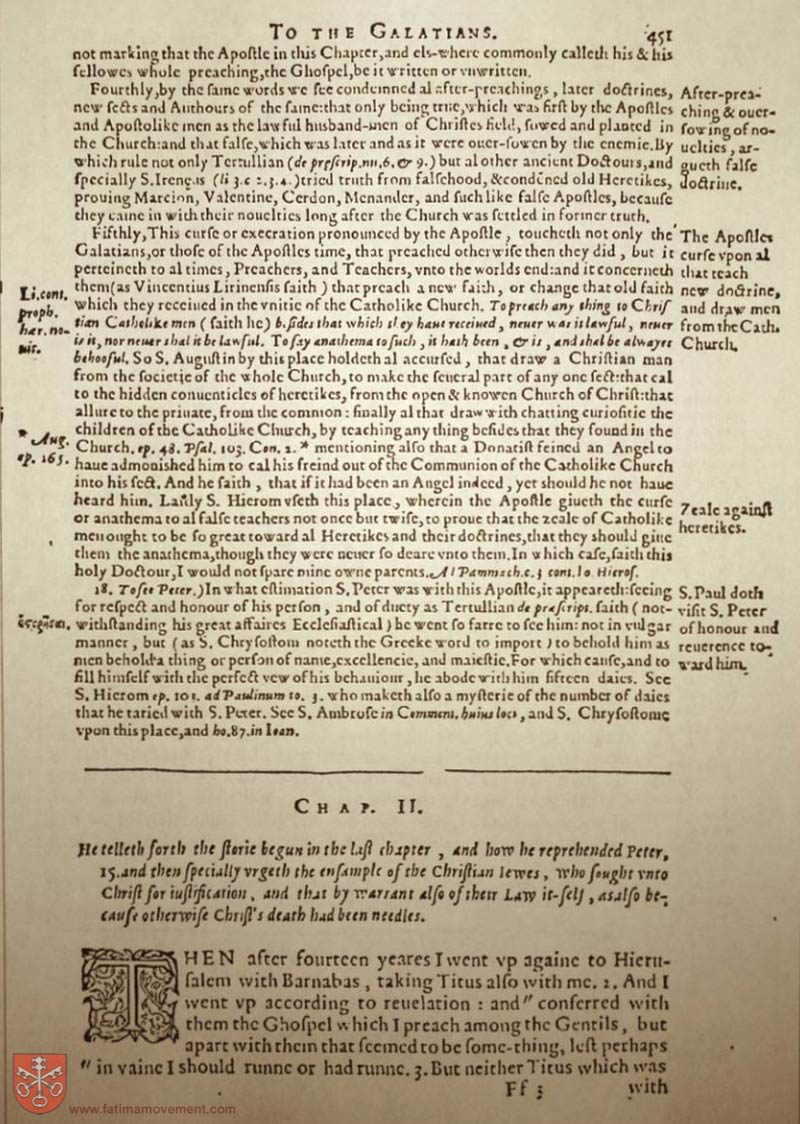 TO THE GALATIANS. 451
not marking that the Apoſtle in this Chapter, and els-where commonly calleth his & his
fellowes whole preaching, the Ghoſpel, be it written or vnwritten.
Fourthly, by the ſame words we ſee condemned al after-preachings, later doctrines,
new ſects and Authours of the ſame: that only being true, which was firſt by the Apoſtles
and Apoſtolike men as the lawful husband-men of Chriſtes field, ſowed and planted in
the Church: and that falſe, which was later and as it were ouer-ſowen by the enemie. By
which rule not only Tertullian (de præſcrip. nu. 6. & 9.) but al other ancient Doctours, and
ſpecially S. Irenęus (li 3. c 2. 3. 4.) tried truth from falſehood, & condēned old Heretikes,
prouing Marcion, Valentine, Cerdon, Menander, and ſuch like falſe Apoſtles, becauſe
they came in with their nouelties long after the Church was ſettled in former truth.
After-prea-
ching & ouer-
ſowing of no-
uelties, ar-
gueth falſe
doctrine.
Fifthly, This curſe or execration pronounced by the Apoſtle, toucheth not only the
Galatians, or thoſe of the Apoſtles time, that preached otherwiſe then they did, but it
perteineth to al times, Preachers, and Teachers, vnto the worlds end: and it concerneth
them (as Vincentius Lirinenſis ſaith) that preach a new faith, or change that old faith
which they receiued in the vnitie of the Catholike Church. To preach any thing to Chriſ
tian Catholike men (ſaith he) beſides that which they haue receiued, neuer was it lawful, neuer
is it, nor neuer ſhal it be lawful. To ſay anathema to ſuch, it hath been, & is, and ſhal be alwayes
behooful. So S. Auguſtin by this place holdeth al accurſed, that draw a Chriſtian man
from the ſocietie of the whole Church, to make the ſeueral part of any one ſect: that cal
to the hidden conuenticles of heretikes, from the open & knowen Church of Chriſt: that
allure to the priuate, from the common: finally al that draw with chatting curioſitie the
children of the Catholike Church, by teaching any thing beſides that they found in the
Church. ep. 48. Pſal. 103. Con. 2. * mentioning alſo that a Donatiſt feined an Angel to
haue admoniſhed him to cal his freind out of the Communion of the Catholike Church
into his ſect. And he ſaith, that if it had been an Angel indeed, yet should he not haue
heard him. Laſtly S. Hierom vſeth this place, wherein the Apoſtle giueth the curſe
or anathema to al falſe teachers not once but twiſe, to proue that the zeale of Catholike
men ought to be ſo great toward al Heretikes and their doctrines, that they should giue
them the anathema, though they were neuer ſo deare vnto them. In which caſe, ſaith this
holy Doctour, I would not ſpare mine owne parents. Ad Pammach. c. 3 cont. Io Hieroſ.
The Apoſtles
curſe vpon al
that teach
new doctrine,
and draw men
from the Cath.
Church.
Li. cont.
proph.
hær. no-
uit.
* Aug.
ep. 165.
Zeale againſt
heretikes.
18. To ſee Peter.) In what eſtimation S. Peter was with this Apoſtle, it appeareth: ſeeing
for reſpect and honour of his perſon, and of duety as Tertullian de præſcript. ſaith (not-
withſtanding his great affaires Eccleſiaſtical) he went ſo farre to ſee him: not in vulgar
manner, but (as S. Chryſoſtom noteth the Greeke word to import) to behold him as
men behold a thing or perſon of name, excellencie, and maieſtie. For which cauſe, and to
fill himſelf with the perfect vew of his behauiour, he abode with him fifteen daies. See
S. Hierom ep. 101. ad Paulinum to. 3. who maketh alſo a myſterie of the number of daies
that he taried with S. Peter. See S. Ambroſe in Comment. huius loci, and S. Chryſoſtome
vpon this place, and ho. 87. in Ioan.
S. Paul doth
viſit S. Peter
of honour and
reuerence to-
ward him.
CHAP. II.
He telleth forth the ſtorie begun in the laſt chapter, and how he reprehended Peter,
15. and then ſpecially vrgeth the enſample of the Chriſtian Iewes, who ſought vnto
Chriſt for iuſtification, and that by warrant alſo of their Law it-ſelf, as alſo be-
cauſe otherwiſe Chriſt's death had been needles.
THEN after fourteen yeares I went vp againe to Hieru-
ſalem with Barnabas, taking Titus alſo with me. 2. And I
went vp according to reuelation: and " conferred with
them the Ghoſpel which I preach among the Gentils, but
apart with them that ſeemed to be ſome-thing, leſt perhaps
" in vaine I should runne or had runne. 3. But neither Titus which was
Ff 3 with
www.fatimamovement.com